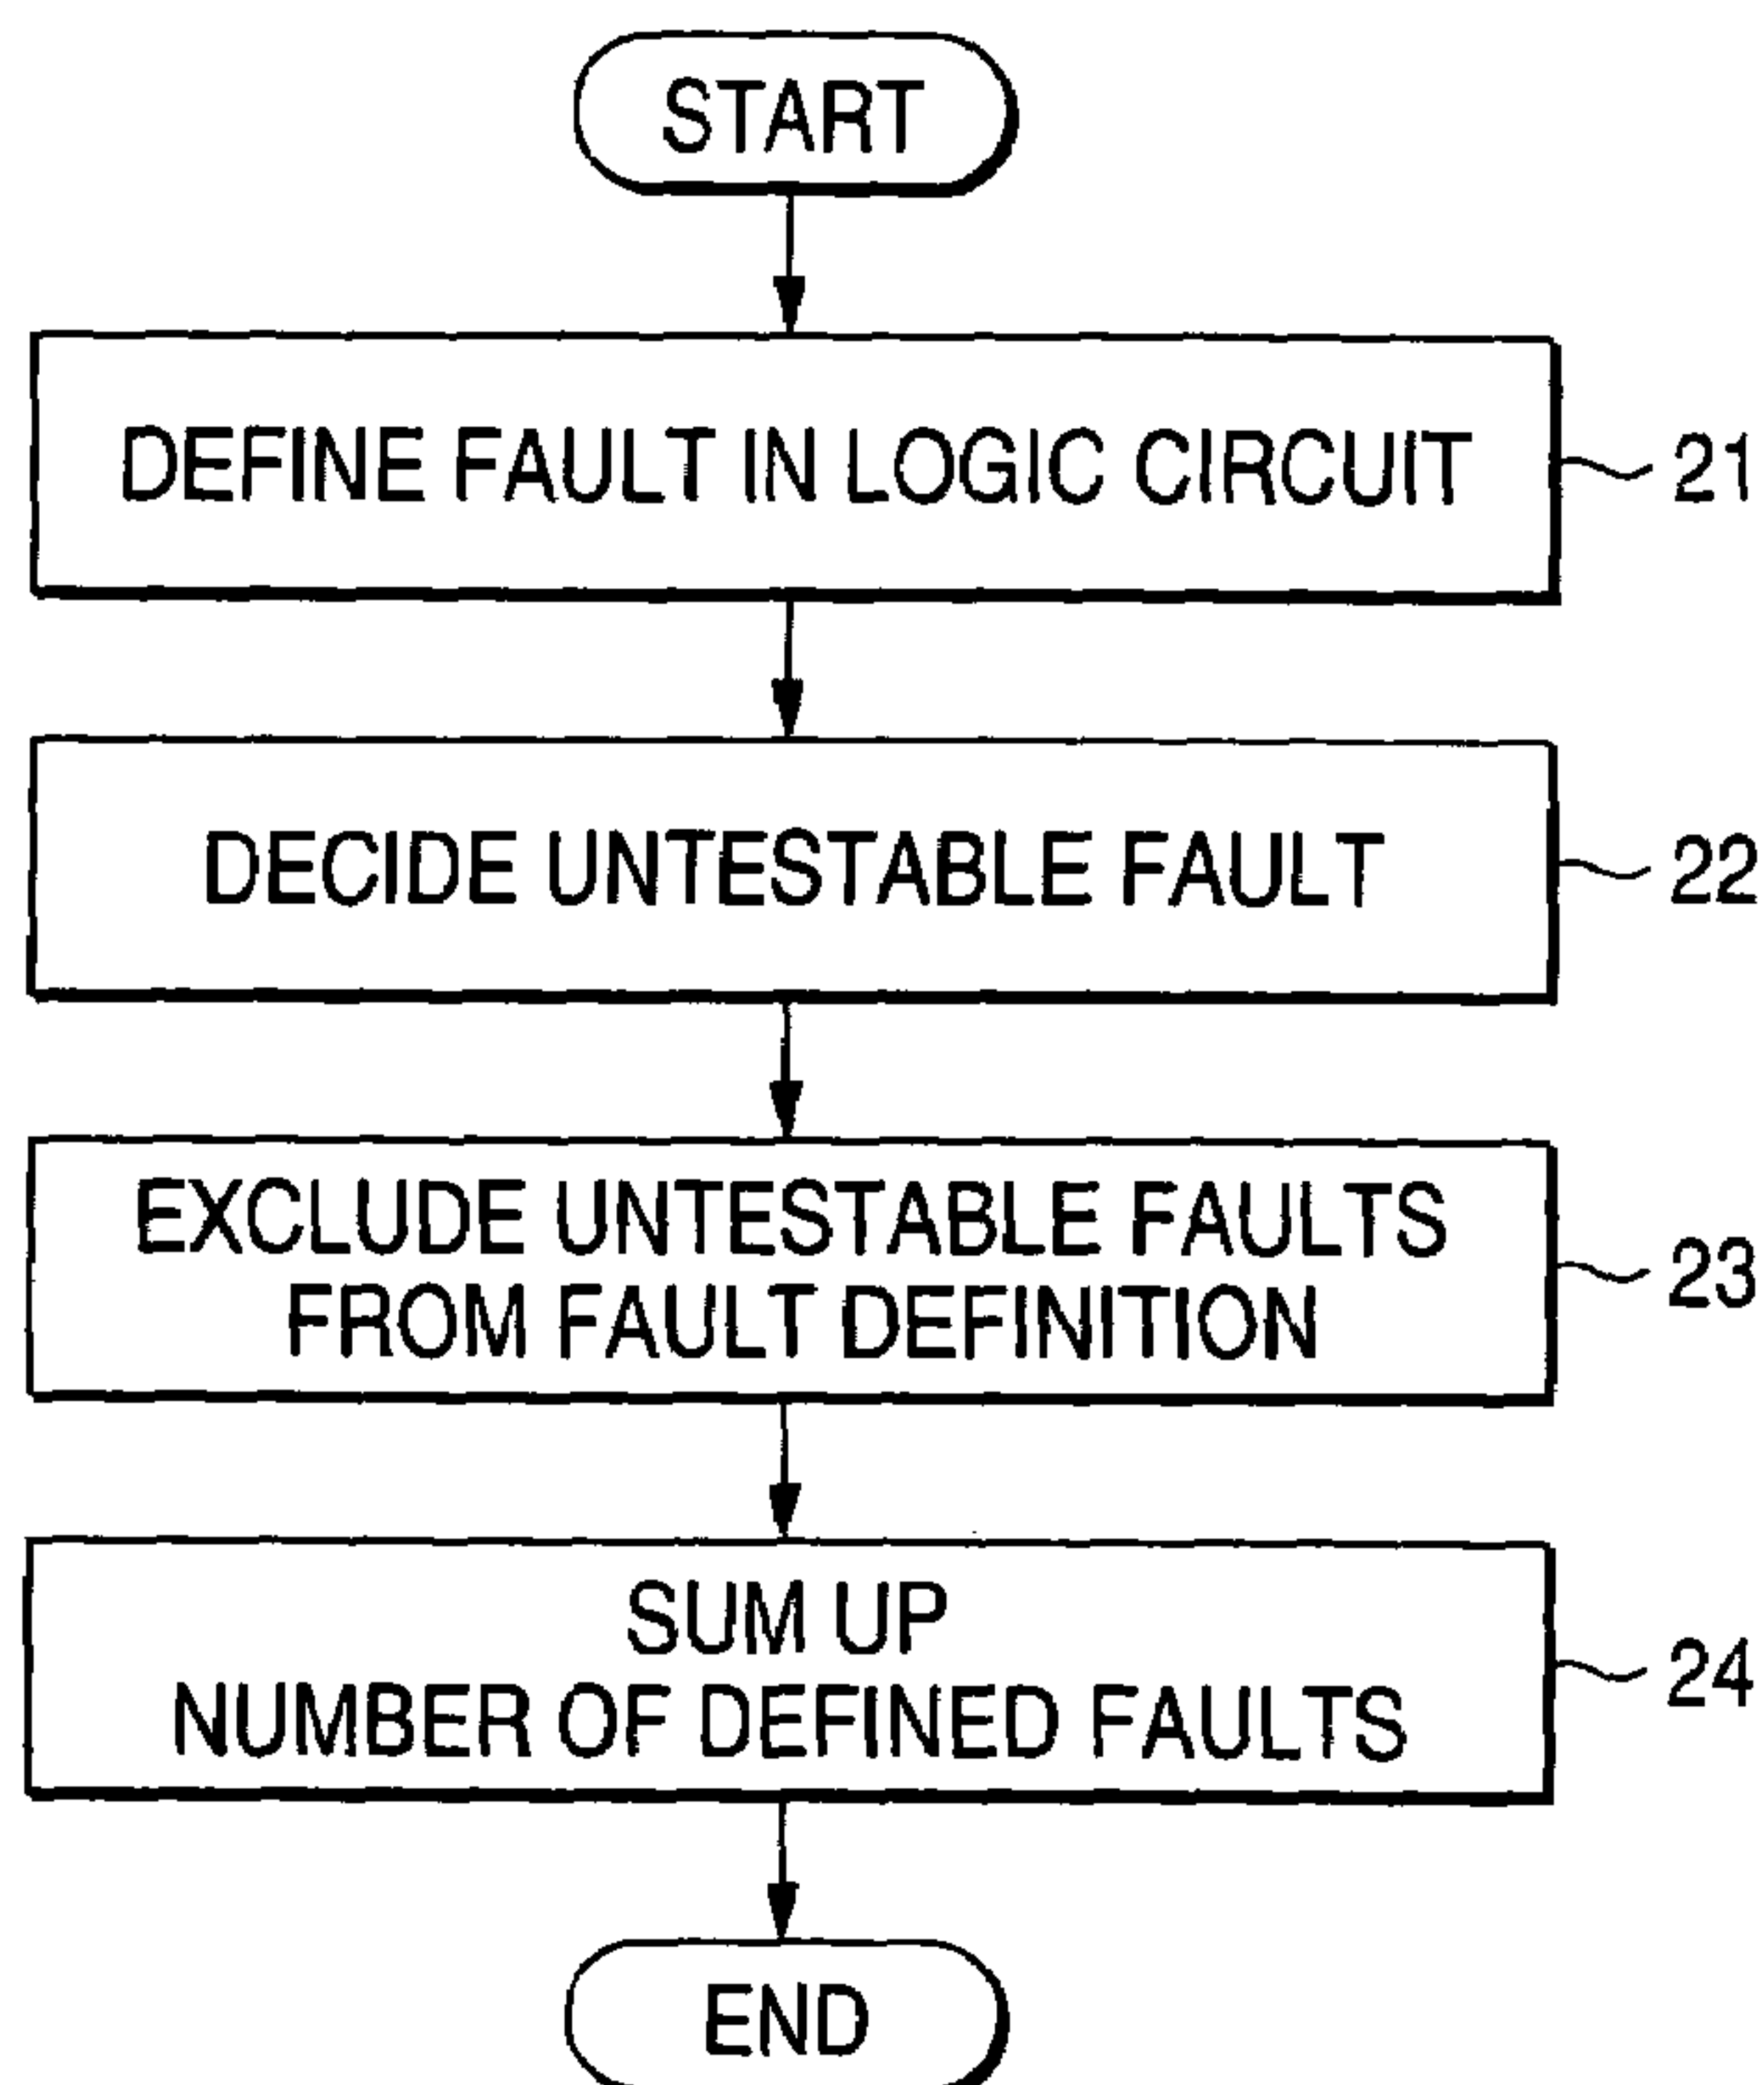 START
DEFINE FAULT IN LOGIC CIRCUIT
21
DECIDE UNTESTABLE FAULT
22
EXCLUDE UNTESTABLE FAULTS
FROM FAULT DEFINITION
23
SUM UP
NUMBER OF DEFINED FAULTS
24
END